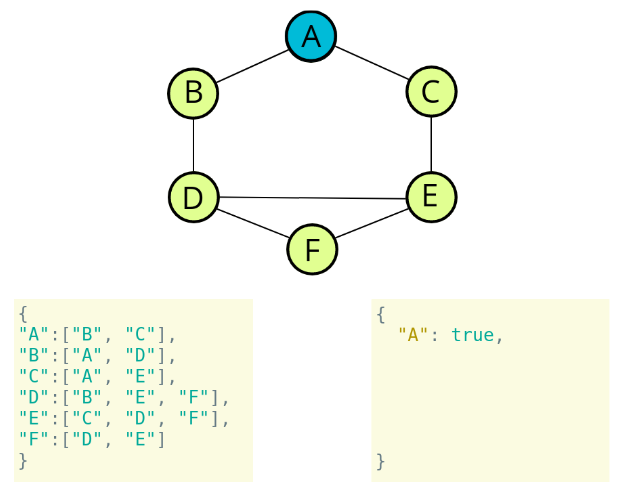 A
B
C
D
E
F
{
"A":["B", "C"],
"B":["A", "D"],
"C":["A", "E"],
"D":["B", "E", "F"],
"E":["C", "D", "F"],
"F":["D", "E"]
}
{
"A": true,
}